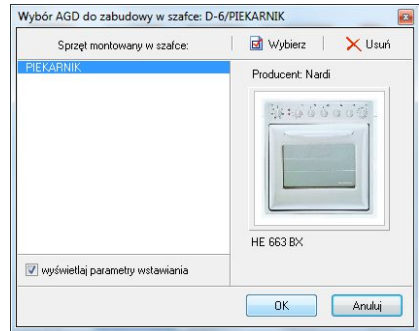 Wybór AGD do zabudowy w szafce: D-6/PIEKARNIK
Sprzęt montowany w szafce:
Wybierz
Usuń
PIEKARNIK
Producent: Nardi
HE 663 BX
wyświetlaj parametry wstawiania
OK
Anuluj